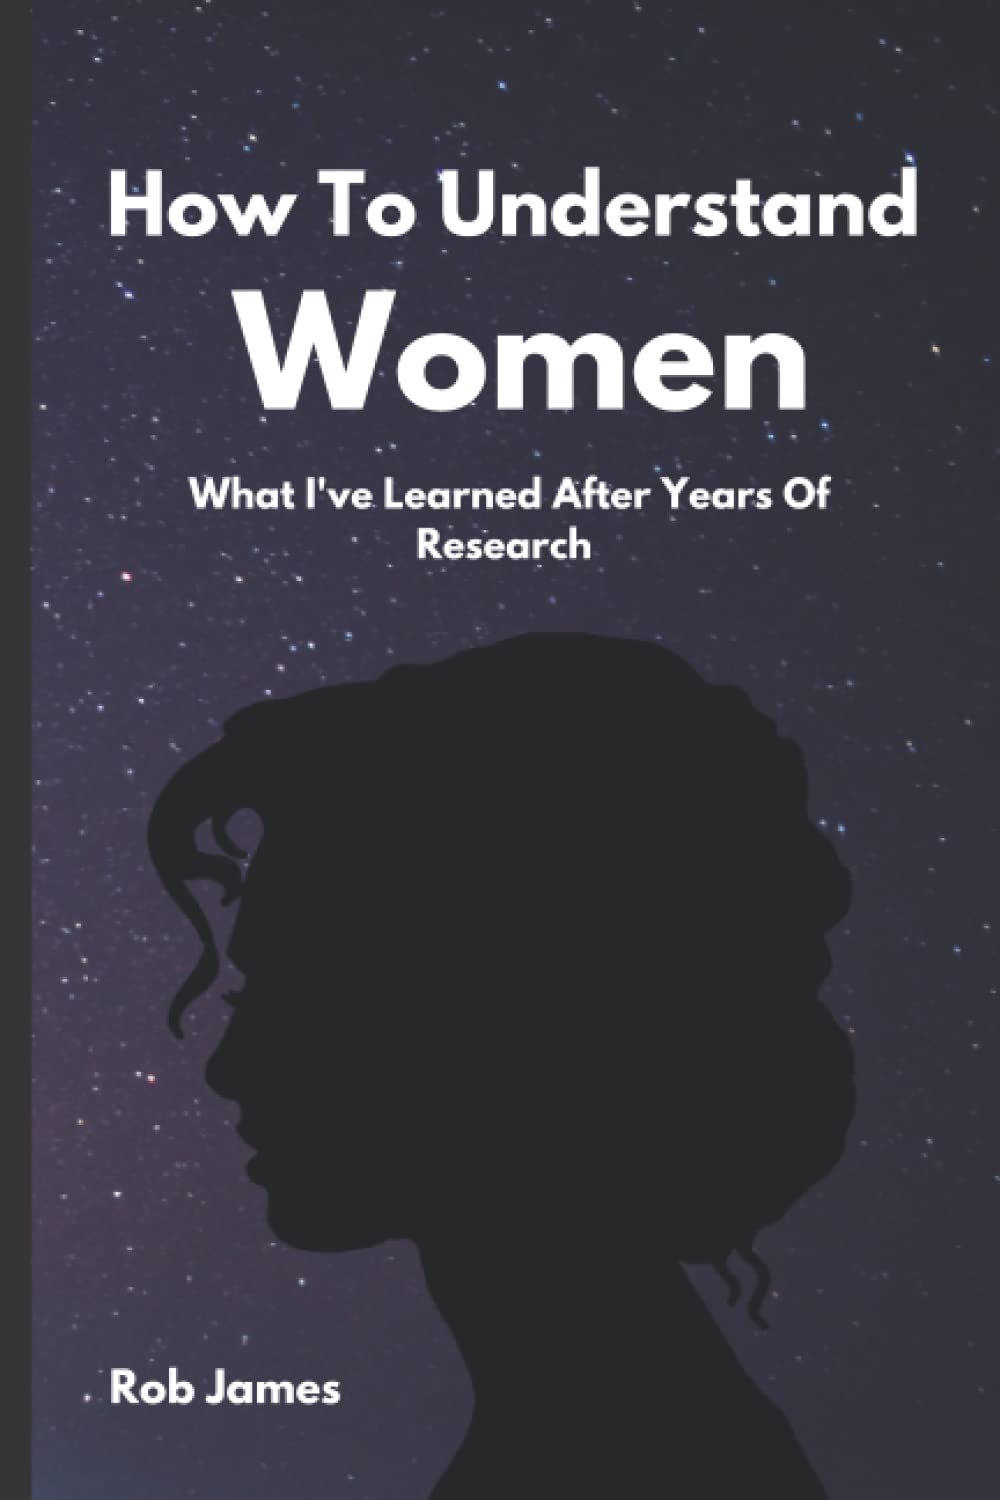 How To Understand
Women
What I've Learned After Years Of
Research
Rob James